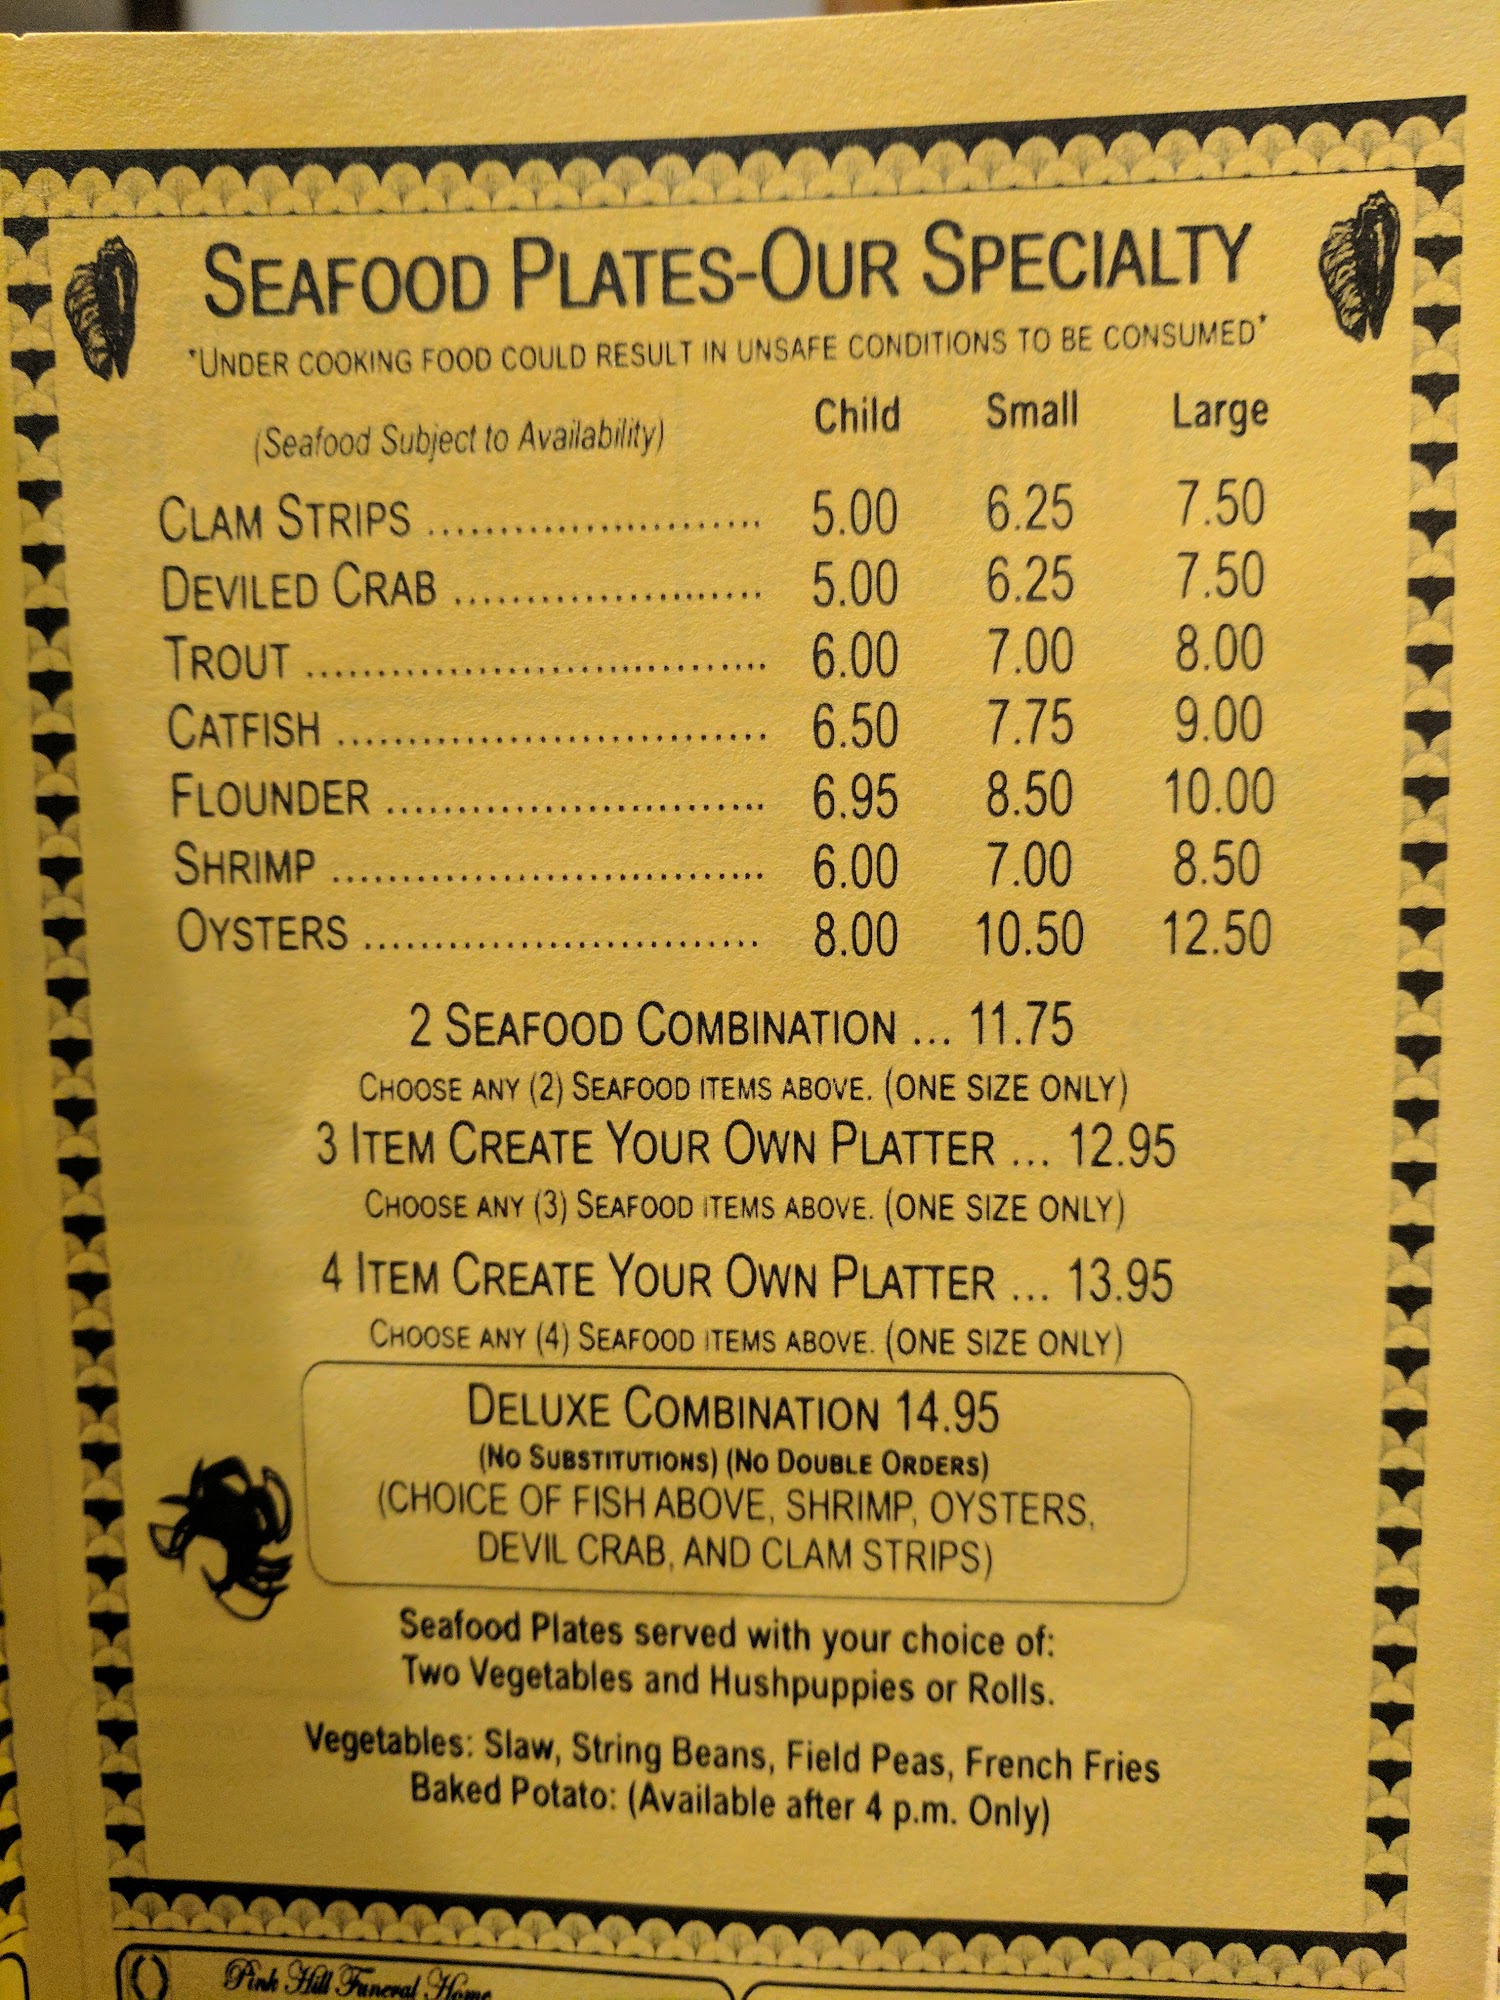 SEAFOOD PLATES-OUR SPECIALTY
*UNDER COOKING FOOD COULD RESULT IN UNSAFE CONDITIONS TO BE CONSUMED*
(Seafood Subject to Availability) Child Small Large
CLAM STRIPS ........................ 5.00 6.25 7.50
DEVILED CRAB ...................... 5.00 6.25 7.50
TROUT ................................ 6.00 7.00 8.00
CATFISH .............................. 6.50 7.75 9.00
FLOUNDER ........................... 6.95 8.50 10.00
SHRIMP ............................... 6.00 7.00 8.50
OYSTERS ............................ 8.00 10.50 12.50
2 SEAFOOD COMBINATION ... 11.75
CHOOSE ANY (2) SEAFOOD ITEMS ABOVE. (ONE SIZE ONLY)
3 ITEM CREATE YOUR OWN PLATTER ... 12.95
CHOOSE ANY (3) SEAFOOD ITEMS ABOVE. (ONE SIZE ONLY)
4 ITEM CREATE YOUR OWN PLATTER ... 13.95
CHOOSE ANY (4) SEAFOOD ITEMS ABOVE. (ONE SIZE ONLY)
DELUXE COMBINATION 14.95
(NO SUBSTITUTIONS) (NO DOUBLE ORDERS)
(CHOICE OF FISH ABOVE, SHRIMP, OYSTERS,
DEVIL CRAB, AND CLAM STRIPS)
Seafood Plates served with your choice of:
Two Vegetables and Hushpuppies or Rolls.
Vegetables: Slaw, String Beans, Field Peas, French Fries
Baked Potato: (Available after 4 p.m. Only)
Pink Hill Funeral Home